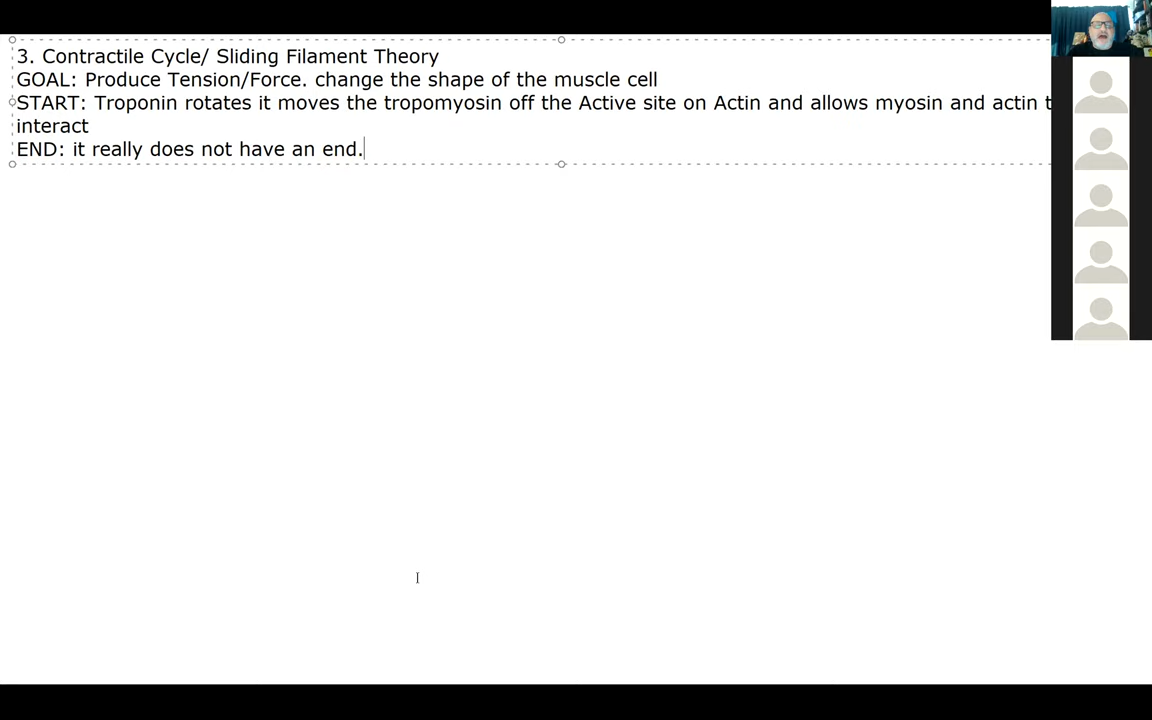 3. Contractile Cycle/ Sliding Filament Theory
GOAL: Produce Tension/Force. change the shape of the muscle cell
START: Troponin rotates it moves the tropomyosin off the Active site on Actin and allows myosin and actin
interact
END: it really does not have an end.